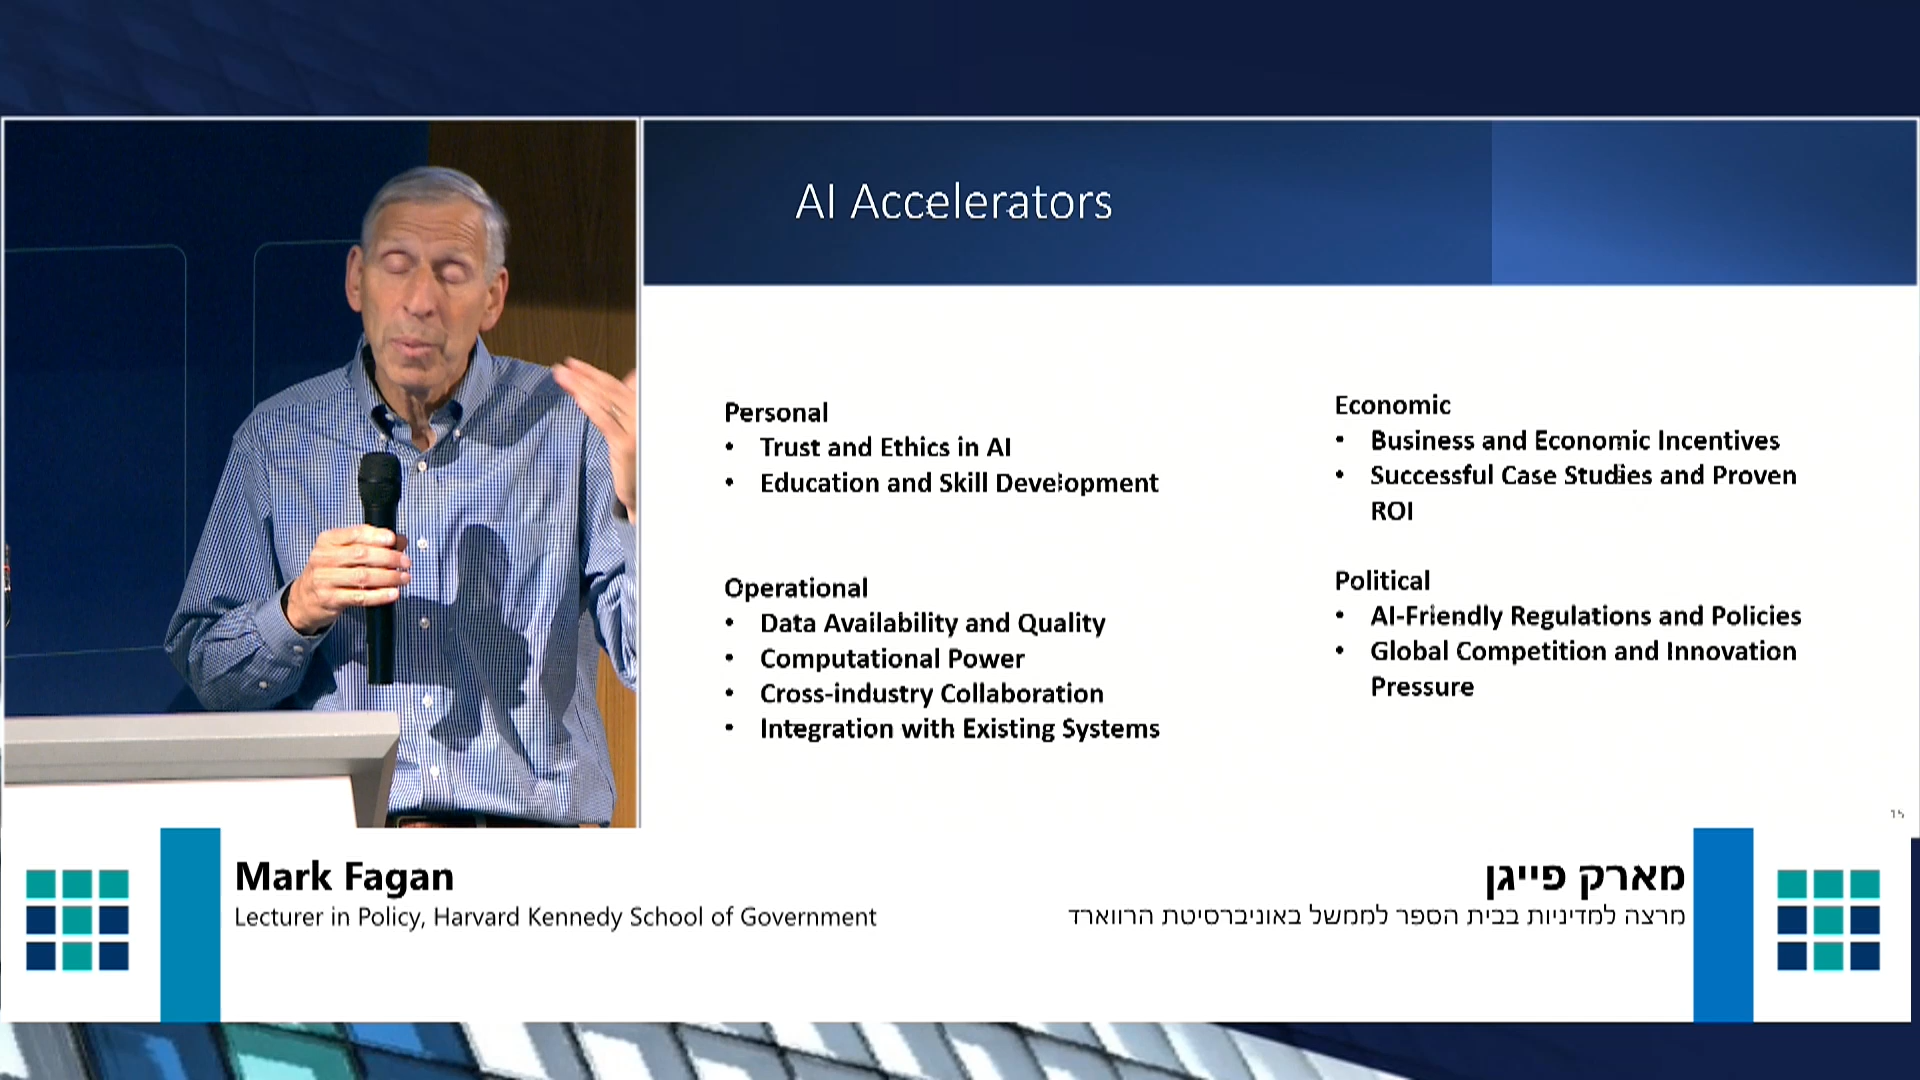 AI Accelerators
Personal
• Trust and Ethics in AI
• Education and Skill Development
Operational
• Data Availability and Quality
• Computational Power
• Cross-industry Collaboration
• Integration with Existing Systems
Economic
• Business and Economic Incentives
• Successful Case Studies and Proven
ROI
Political
• AI-Friendly Regulations and Policies
• Global Competition and Innovation
Pressure
15
Mark Fagan
Lecturer in Policy, Harvard Kennedy School of Government
מארק פייגן
מרצה למדיניות בבית הספר לממשל באוניברסיטת הרווארד